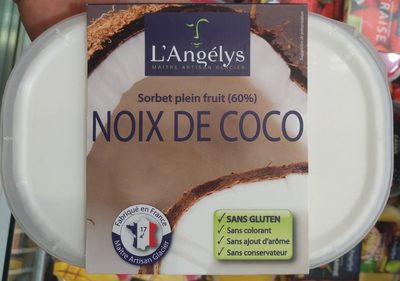 L'Angélys
MAÎTRE ARTISAN GLACIER
Sorbet plein fruit (60%)
NOIX DE COCO
Fabriqué en France
17
Maître Artisan Glacier
SANS GLUTEN
Sans colorant
Sans ajout d'arôme
Sans conservateur